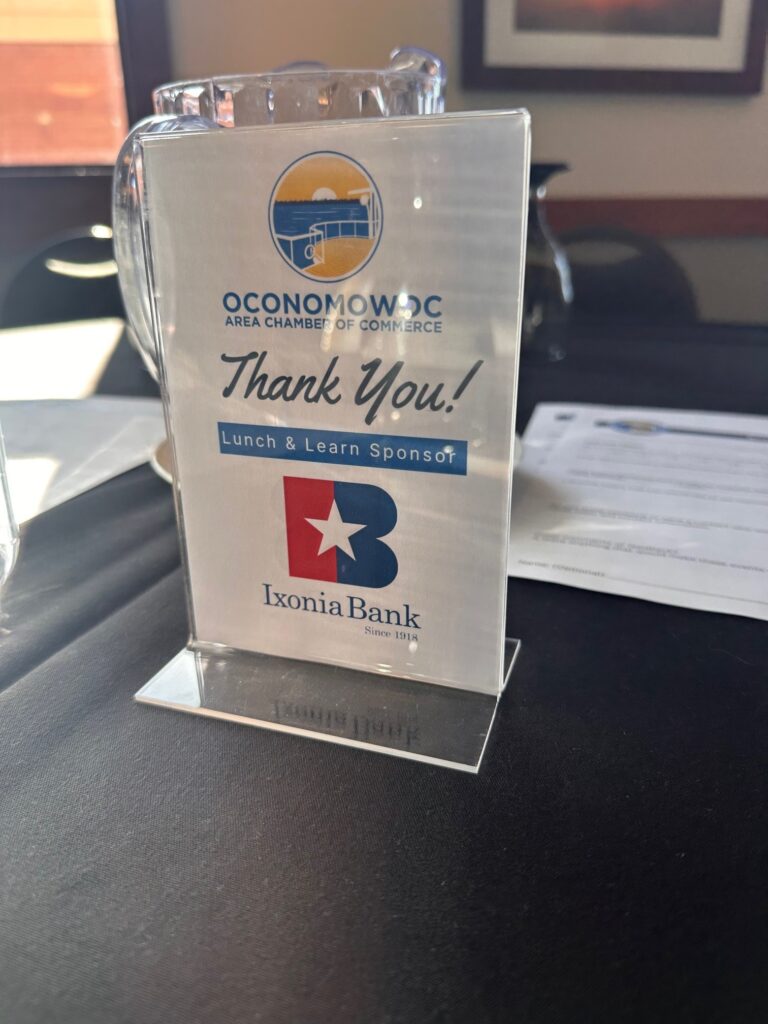 OCONOMOWOC
AREA CHAMBER OF COMMERCE
Thank You!
Lunch & Learn Sponsor
B
Ixonia Bank
Since 1918